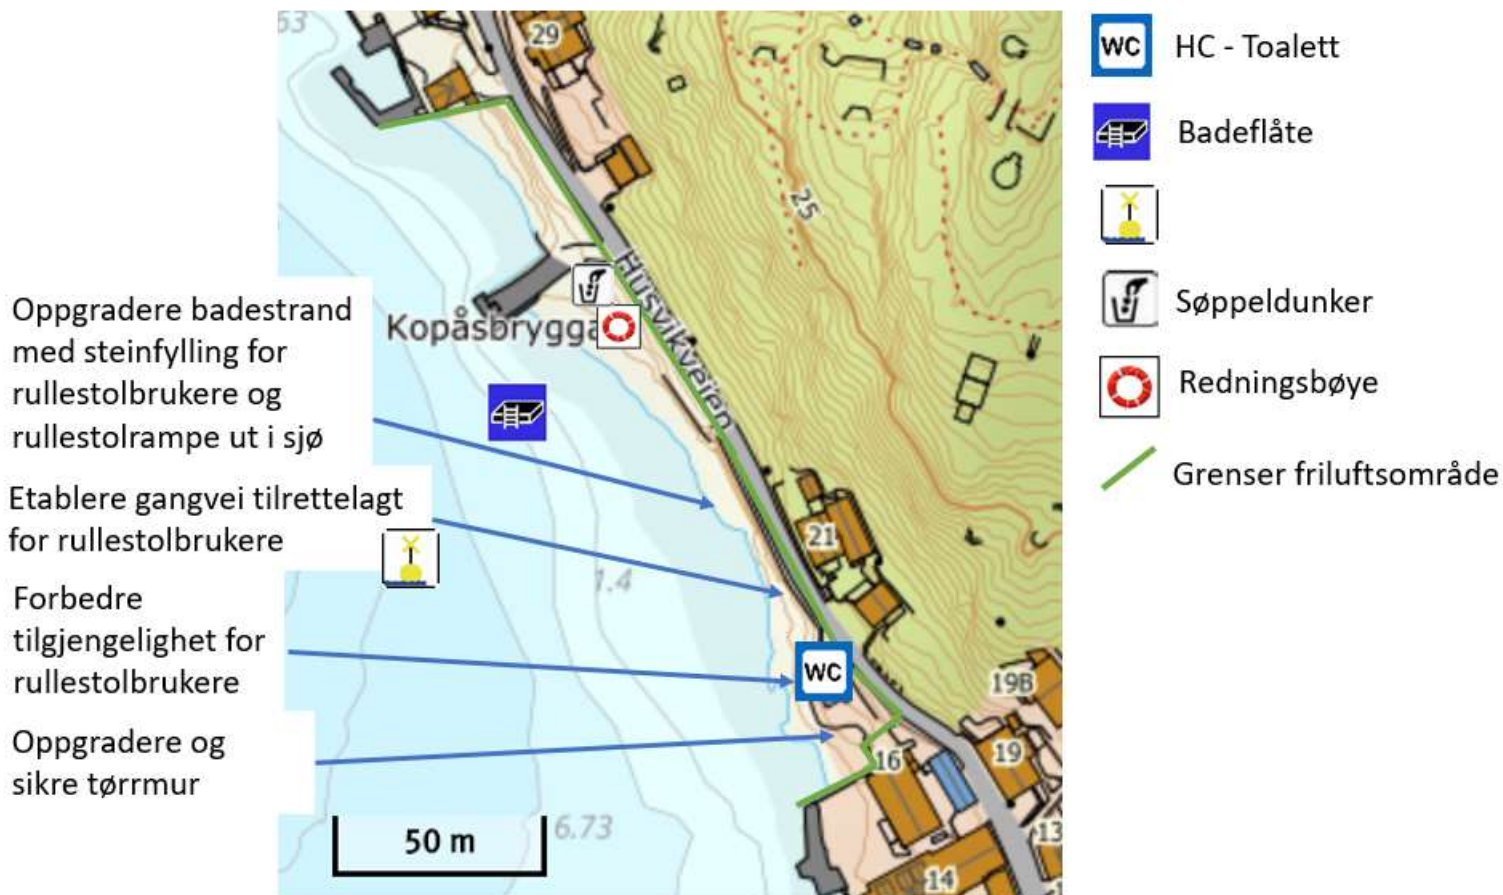 63
29
25
Husvikveien
Kopåsbrygga
Oppgradere badestrand
med steinfylling for
rullestolbrukere og
rullestolrampe ut i sjø
Etablere gangvei tilrettelagt
for rullestolbrukere
Forbedre
tilgjengelighet for
rullestolbrukere
Oppgradere og
sikre tørrmur
1.4
21
WC
19B
19
16
13
14
6.73
50 m
WC
HC - Toalett
Badeflåte
Søppeldunker
Redningsbøye
Grenser friluftsområde